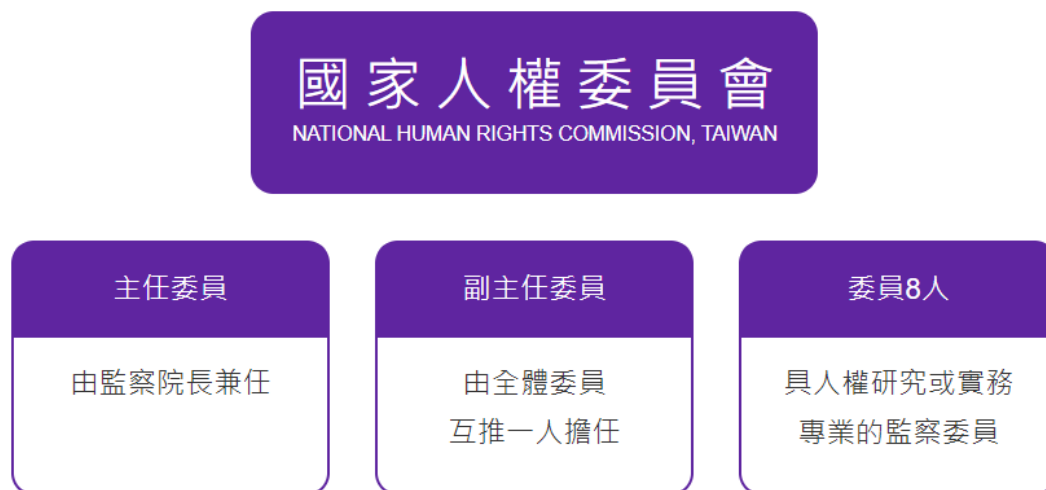 國家人權委員會
NATIONAL HUMAN RIGHTS COMMISSION, TAIWAN
主任委員
由監察院長兼任
副主任委員
由全體委員
互推一人擔任
委員8人
具人權研究或實務
專業的監察委員